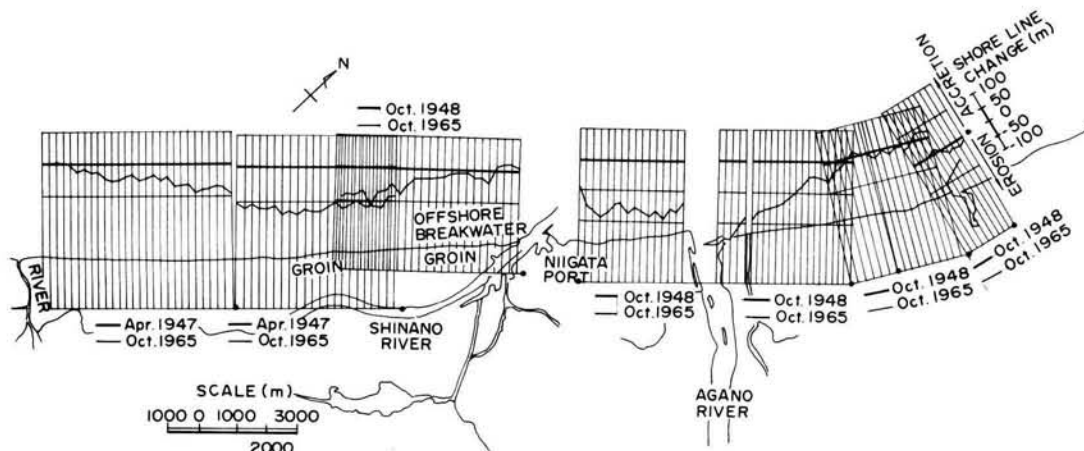 N
Oct. 1948
Oct. 1965
ACCRETION
EROSION
SHORE LINE
CHANGE (m)
100
50
0
50
100
OFFSHORE
BREAKWATER
GROIN
GROIN
RIVER
NIIGATA
PORT
SHINANO
RIVER
AGANO
RIVER
Apr. 1947
Oct. 1965
Apr. 1947
Oct. 1965
Oct. 1948
Oct. 1965
Oct. 1948
Oct. 1965
Oct. 1948
Oct. 1965
Oct. 1948
Oct. 1965
SCALE (m)
1000 0 1000 3000
2000